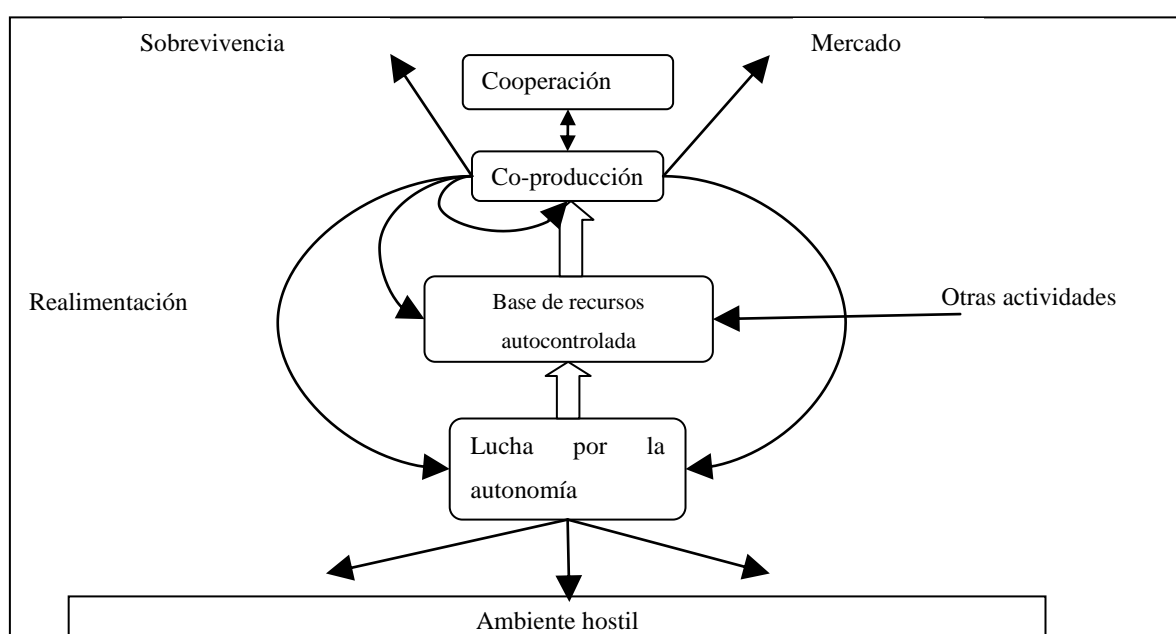 Sobrevivencia
Mercado
Cooperación
Co-producción
Realimentación
Base de recursos
autocontrolada
Otras actividades
Lucha por la
autonomía
Ambiente hostil